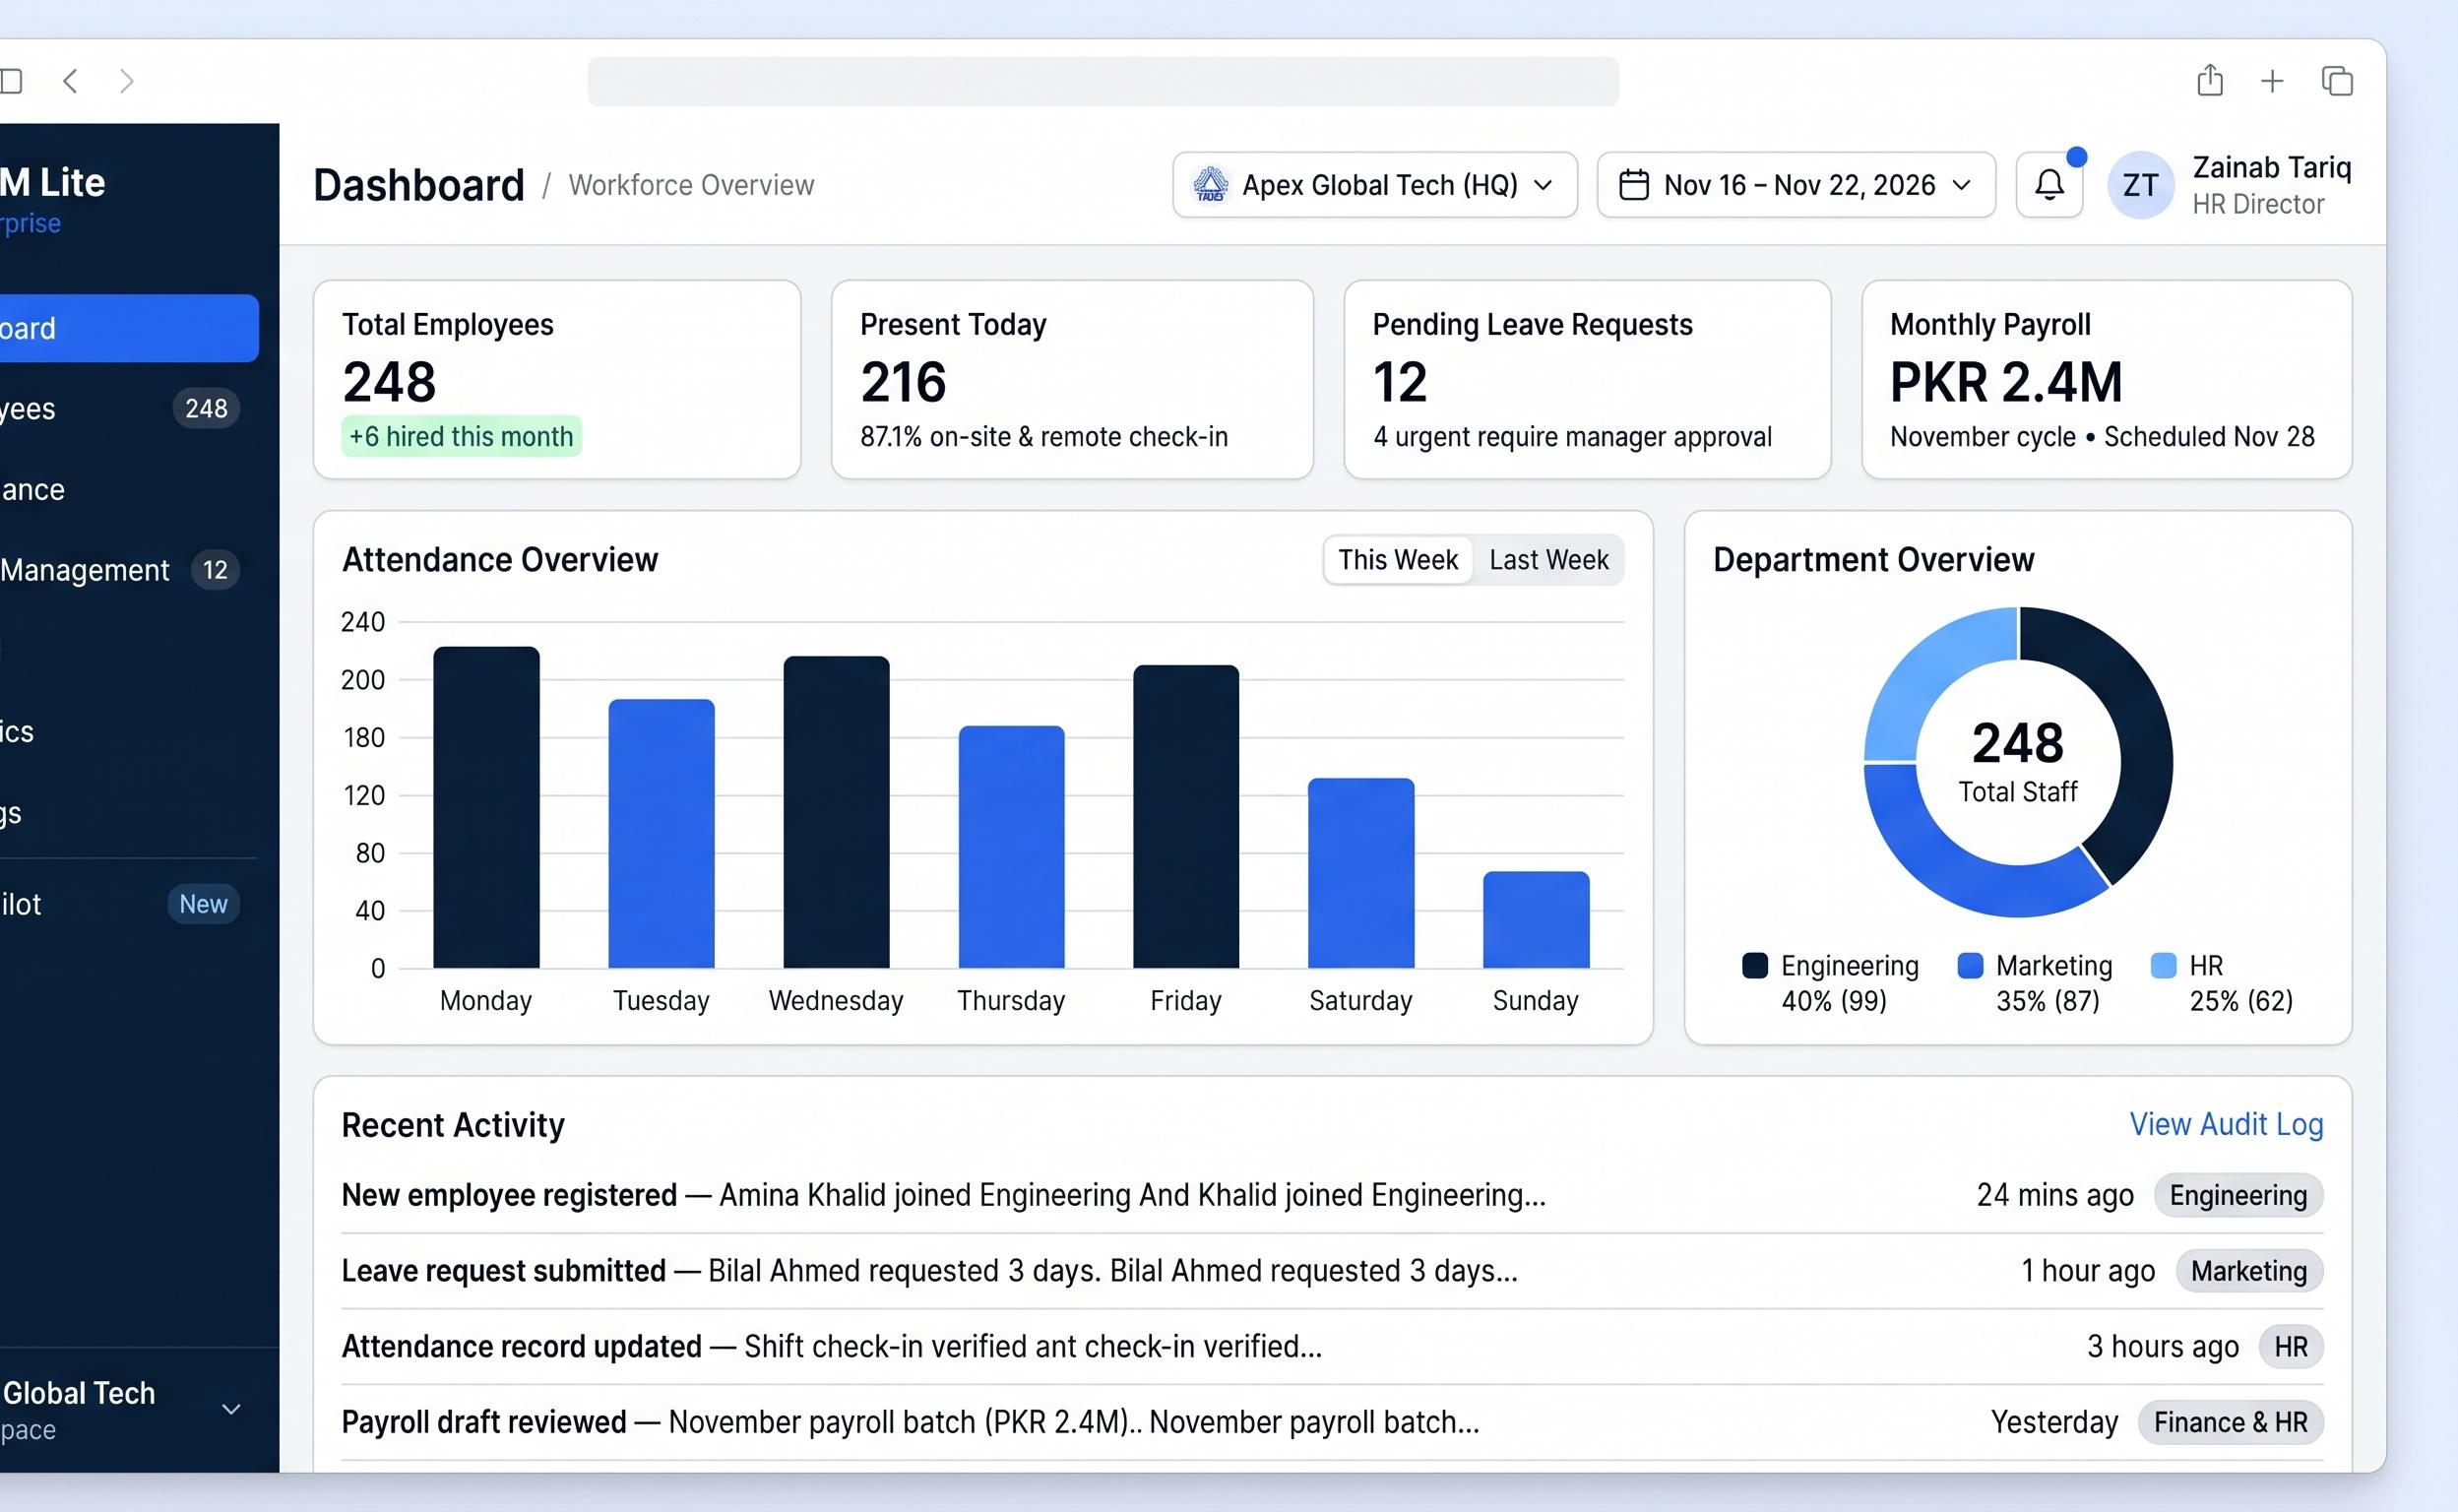 M Lite
rprise
oard
yees 248
ance
Management 12
ics
gs
ilot New
Global Tech
pace
Dashboard / Workforce Overview
Apex Global Tech (HQ)
Nov 16 – Nov 22, 2026
ZT
Zainab Tariq
HR Director
Total Employees
248
+6 hired this month
Present Today
216
87.1% on-site & remote check-in
Pending Leave Requests
12
4 urgent require manager approval
Monthly Payroll
PKR 2.4M
November cycle • Scheduled Nov 28
Attendance Overview
This Week Last Week
240
200
180
120
80
40
0
Monday Tuesday Wednesday Thursday Friday Saturday Sunday
Department Overview
248
Total Staff
Engineering
40% (99)
Marketing
35% (87)
HR
25% (62)
Recent Activity
View Audit Log
New employee registered — Amina Khalid joined Engineering And Khalid joined Engineering... 24 mins ago Engineering
Leave request submitted — Bilal Ahmed requested 3 days. Bilal Ahmed requested 3 days... 1 hour ago Marketing
Attendance record updated — Shift check-in verified ant check-in verified... 3 hours ago HR
Payroll draft reviewed — November payroll batch (PKR 2.4M).. November payroll batch... Yesterday Finance & HR